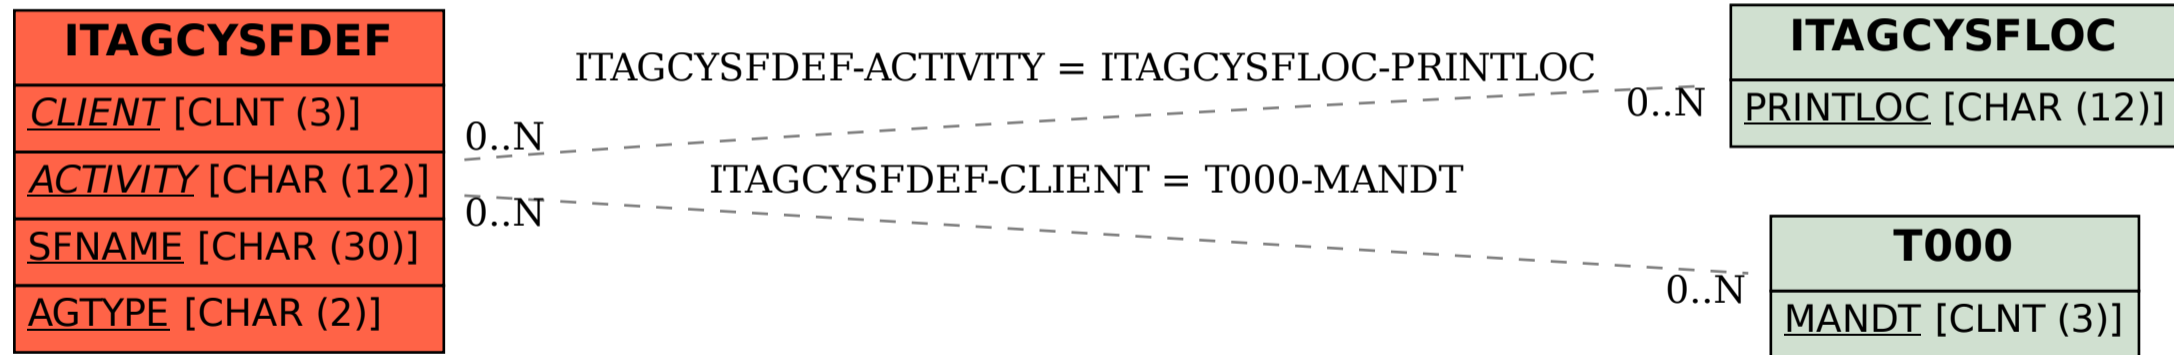 ITAGCYSFDEF
CLIENT [CLNT (3)]
ACTIVITY [CHAR (12)]
SFNAME [CHAR (30)]
AGTYPE [CHAR (2)]
ITAGCYSFDEF-ACTIVITY = ITAGCYSFLOC-PRINTLOC
0..N
0..N
ITAGCYSFDEF-CLIENT = T000-MANDT
0..N
0..N
ITAGCYSFLOC
PRINTLOC [CHAR (12)]
T000
MANDT [CLNT (3)]